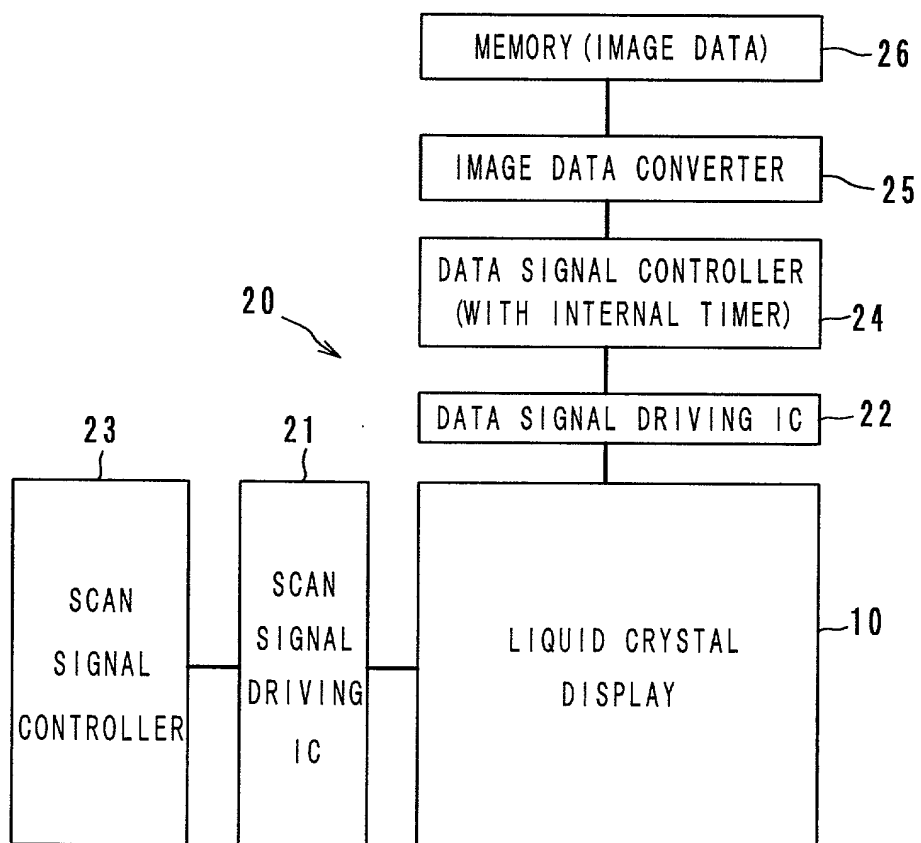 MEMORY (IMAGE DATA)
26
IMAGE DATA CONVERTER
25
DATA SIGNAL CONTROLLER
(WITH INTERNAL TIMER)
24
20
DATA SIGNAL DRIVING IC
22
23
21
SCAN
SIGNAL
CONTROLLER
SCAN
SIGNAL
DRIVING
IC
LIQUID CRYSTAL
DISPLAY
10